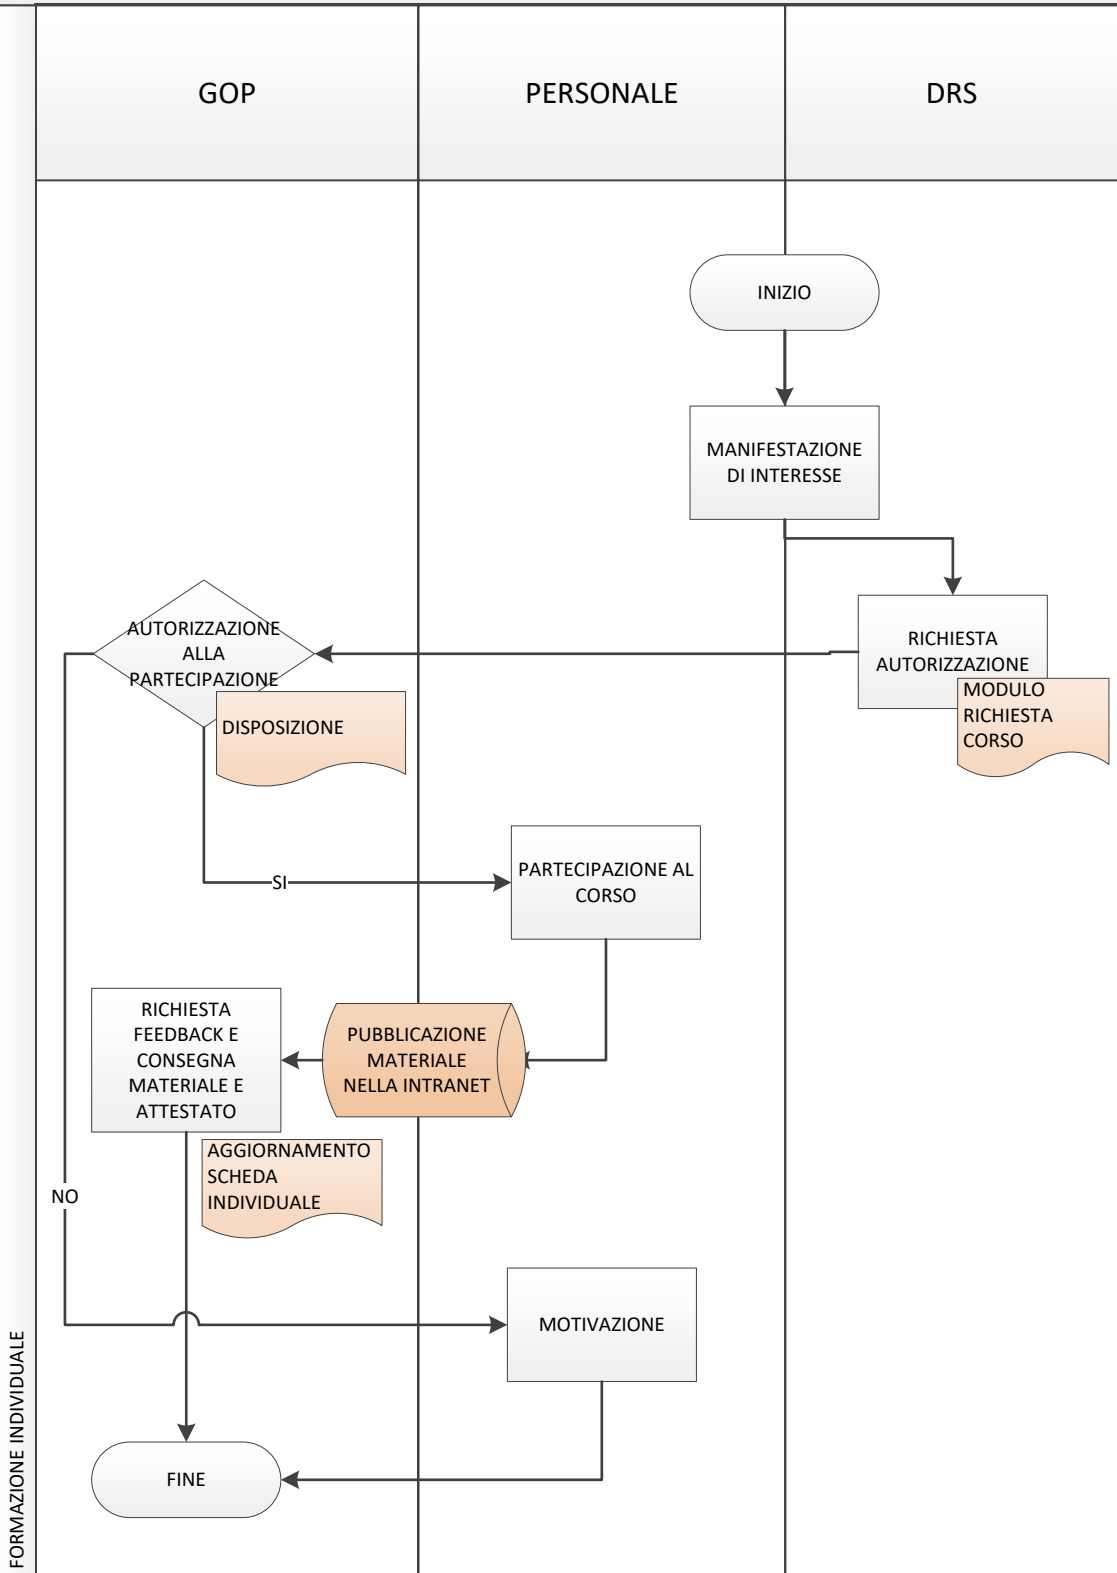 GOP
PERSONALE
DRS
INIZIO
MANIFESTAZIONE
DI INTERESSE
AUTORIZZAZIONE
ALLA
PARTECIPAZIONE
RICHIESTA
AUTORIZZAZIONE
MODULO
RICHIESTA
CORSO
DISPOSIZIONE
SI
PARTECIPAZIONE AL
CORSO
RICHIESTA
FEEDBACK E
CONSEGNA
MATERIALE E
ATTESTATO
PUBBLICAZIONE
MATERIALE
NELLA INTRANET
AGGIORNAMENTO
SCHEDA
INDIVIDUALE
NO
MOTIVAZIONE
FINE
FORMAZIONE INDIVIDUALE